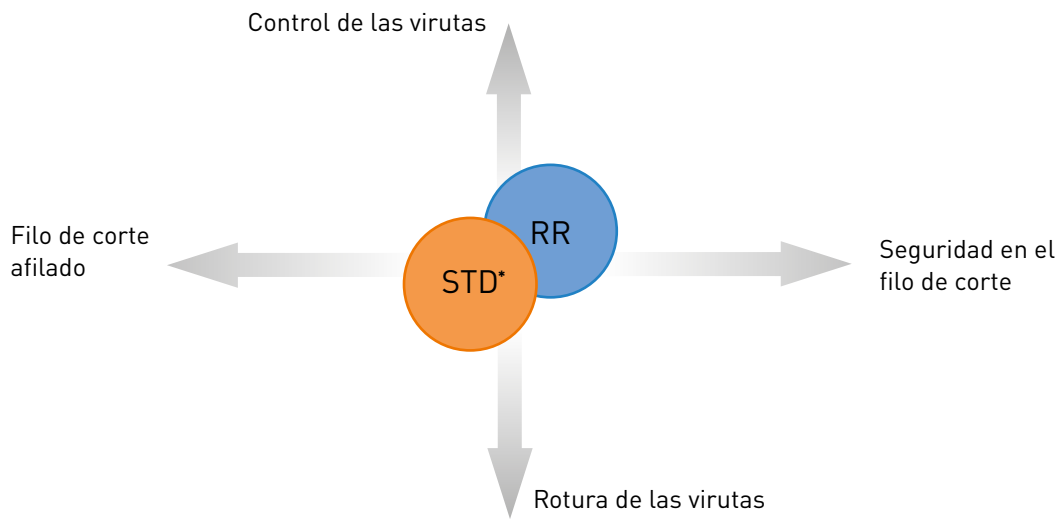 Control de las virutas
RR
Filo de corte
afilado
Seguridad en el
filo de corte
STD*
Rotura de las virutas